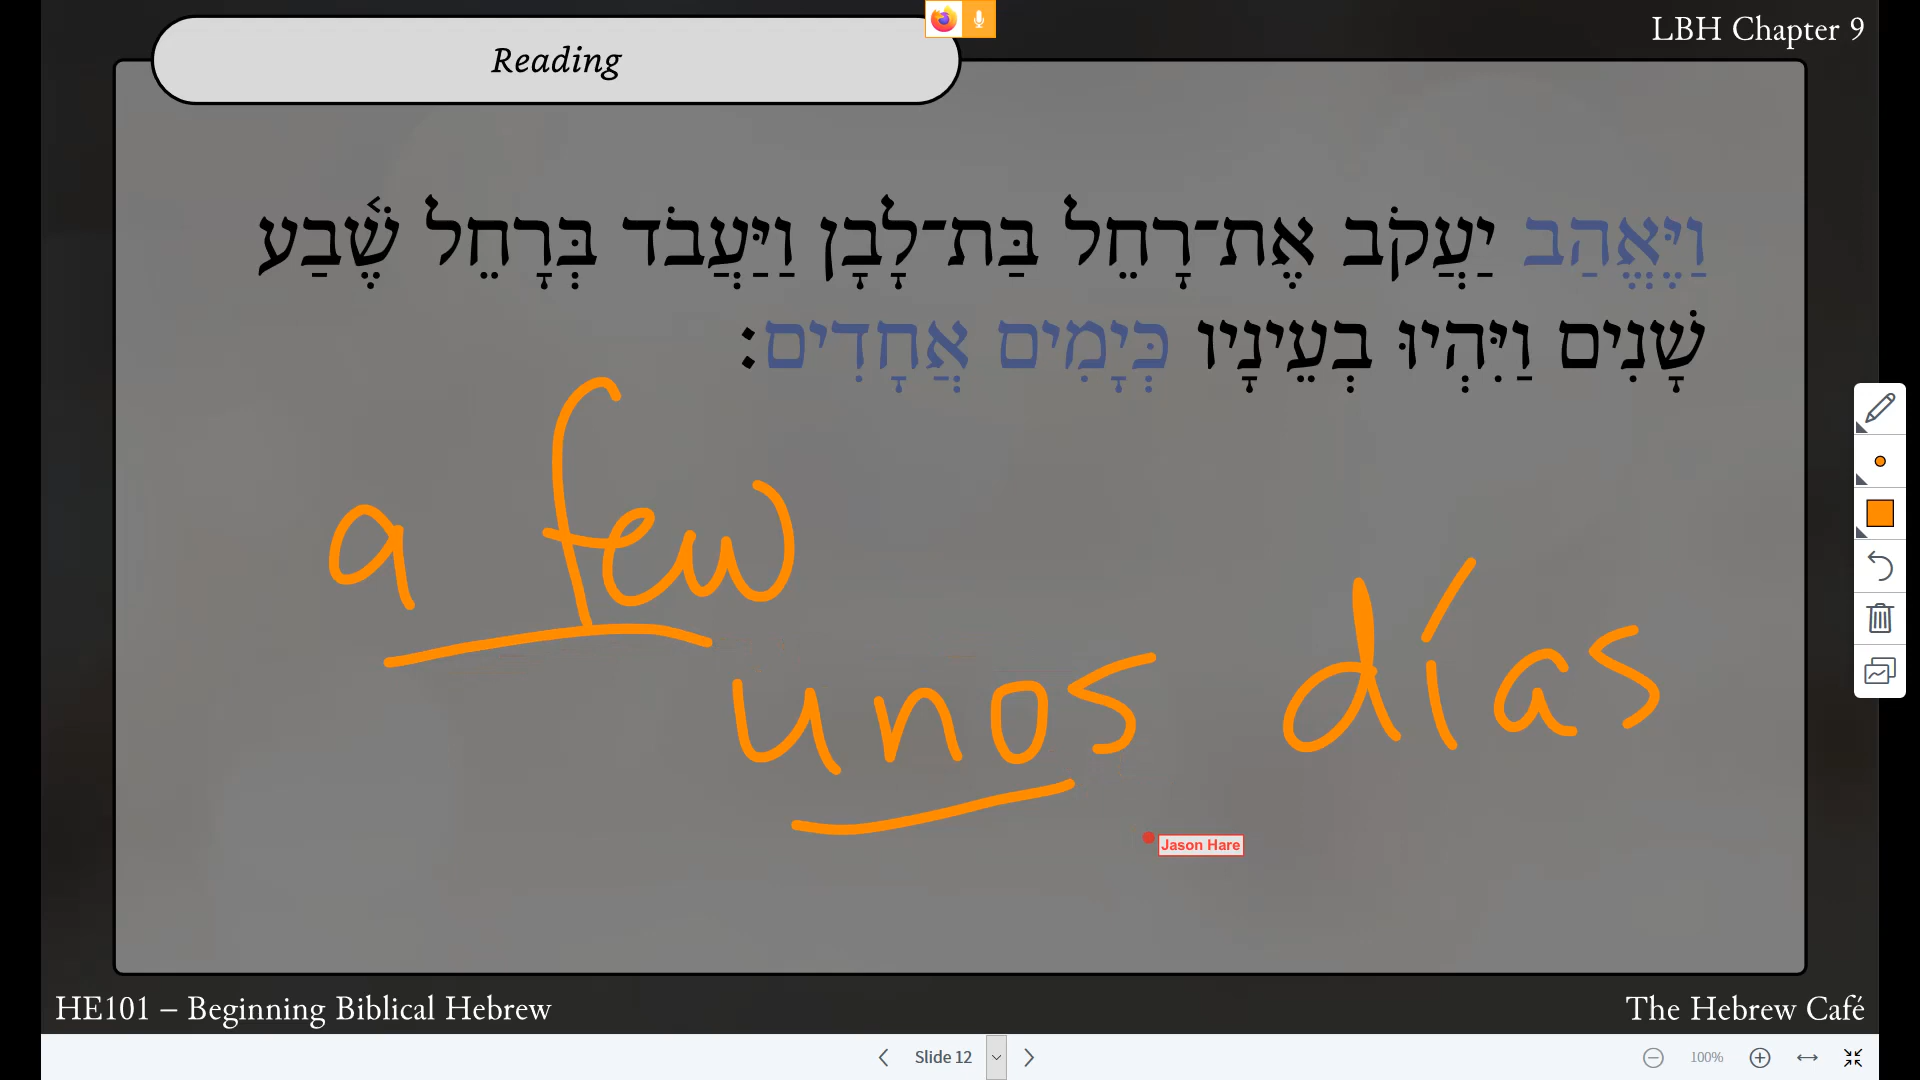 LBH Chapter 9
Reading
וַיֶּאֱהַב יַעֲקֹב אֶת־רָחֵל בַּת־לָבָן וַיַּעֲבֹד בְּרָחֵל שֶׁ֫בַע
שָׁנִים וַיִּהְיוּ בְעֵינָיו כְּיָמִים אֲחָדִים׃
a few
unos días
Jason Hare
HE101 – Beginning Biblical Hebrew
The Hebrew Café
Slide 12
100%